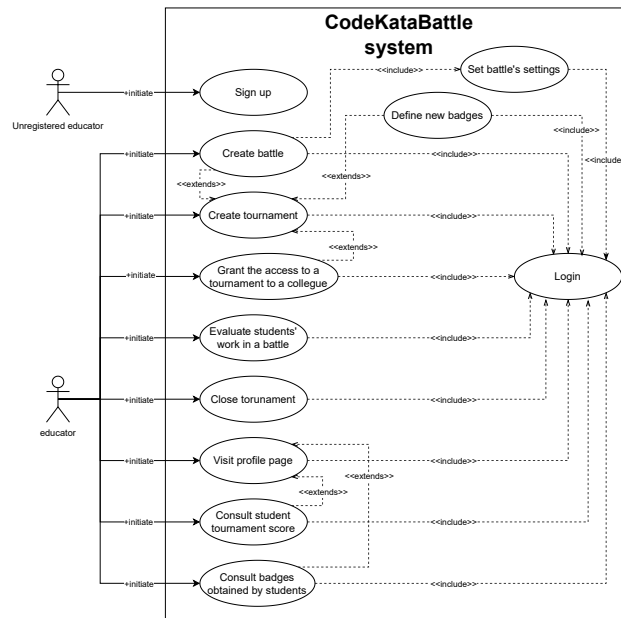 CodeKataBattle
system
<<include>>
Set battle's settings
+initiate
Sign up
Unregistered educator
Define new badges
<<include>>
+initiate
Create battle
<<include>>
<<include>>
<<extends>>
+initiate
Create tournament
<<include>>
<<extends>>
+initiate
Grant the access to a
tournament to a collegue
<<include>>
Login
+initiate
Evaluate students'
work in a battle
<<include>>
educator
+initiate
Close torunament
<<include>>
+initiate
Visit profile page
<<include>>
<<extends>>
<<extends>>
+initiate
Consult student
tournament score
<<include>>
+initiate
Consult badges
obtained by students
<<include>>